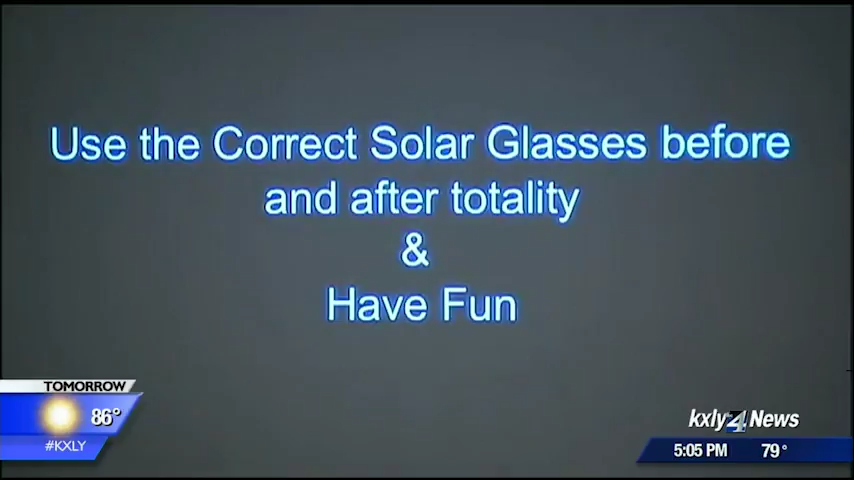 Use the Correct Solar Glasses before
and after totality
&
Have Fun
TOMORROW
86°
#KXLY
kxly4 News
5:05 PM 79°